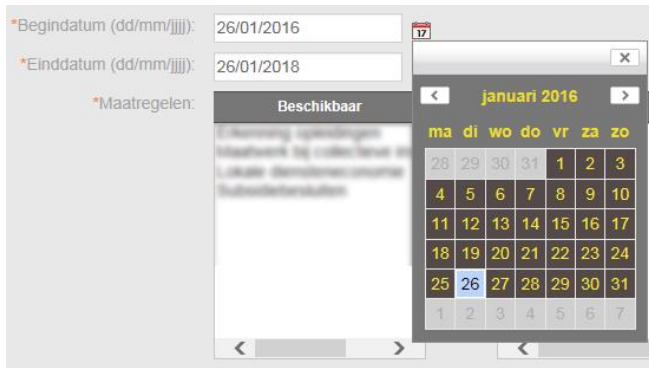 *Begindatum (dd/mm/jjjj): 26/01/2016 17
*Einddatum (dd/mm/jjjj): 26/01/2018
*Maatregelen: Beschikbaar
januari 2016
ma di wo do vr za zo
28 29 30 31 1 2 3
4 5 6 7 8 9 10
11 12 13 14 15 16 17
18 19 20 21 22 23 24
25 26 27 28 29 30 31
1 2 3 4 5 6 7